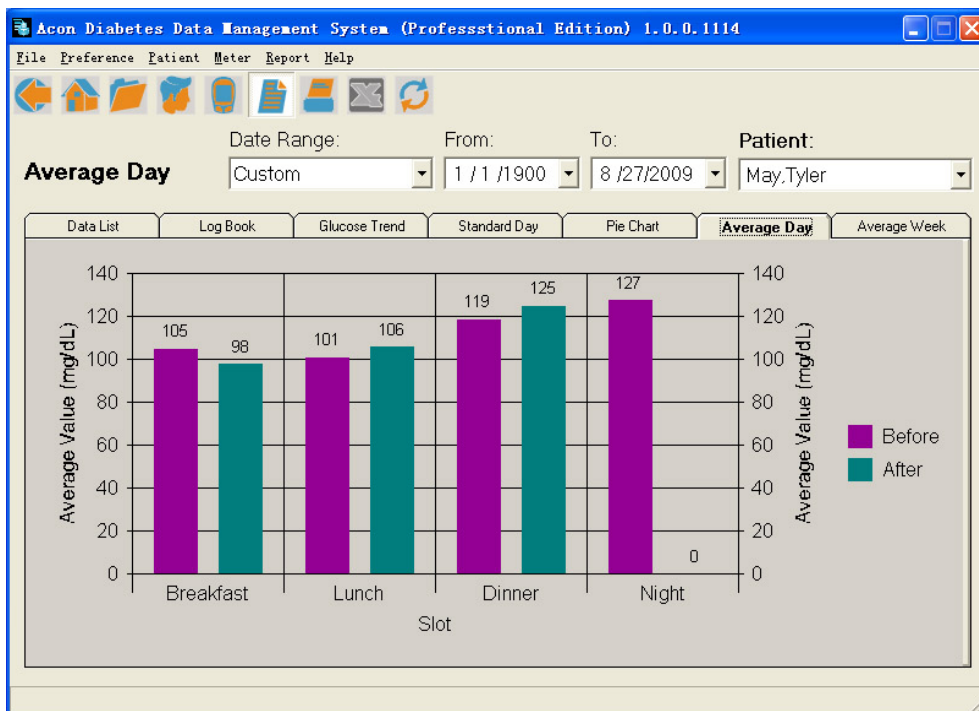 Acon Diabetes Data Management System (Professstional Edition) 1.0.0.1114
File Preference Patient Meter Report Help
Date Range: From: To: Patient:
Average Day Custom 1 / 1 /1900 8 /27/2009 May,Tyler
Data List Log Book Glucose Trend Standard Day Pie Chart Average Day Average Week
140 127 140
125
120 119 120
105 106
101
100 98 100
80 80
60 60
40 40
20 20
0 0 0
Average Value (mg/dL)
Average Value (mg/dL)
Before
After
Breakfast Lunch Dinner Night
Slot